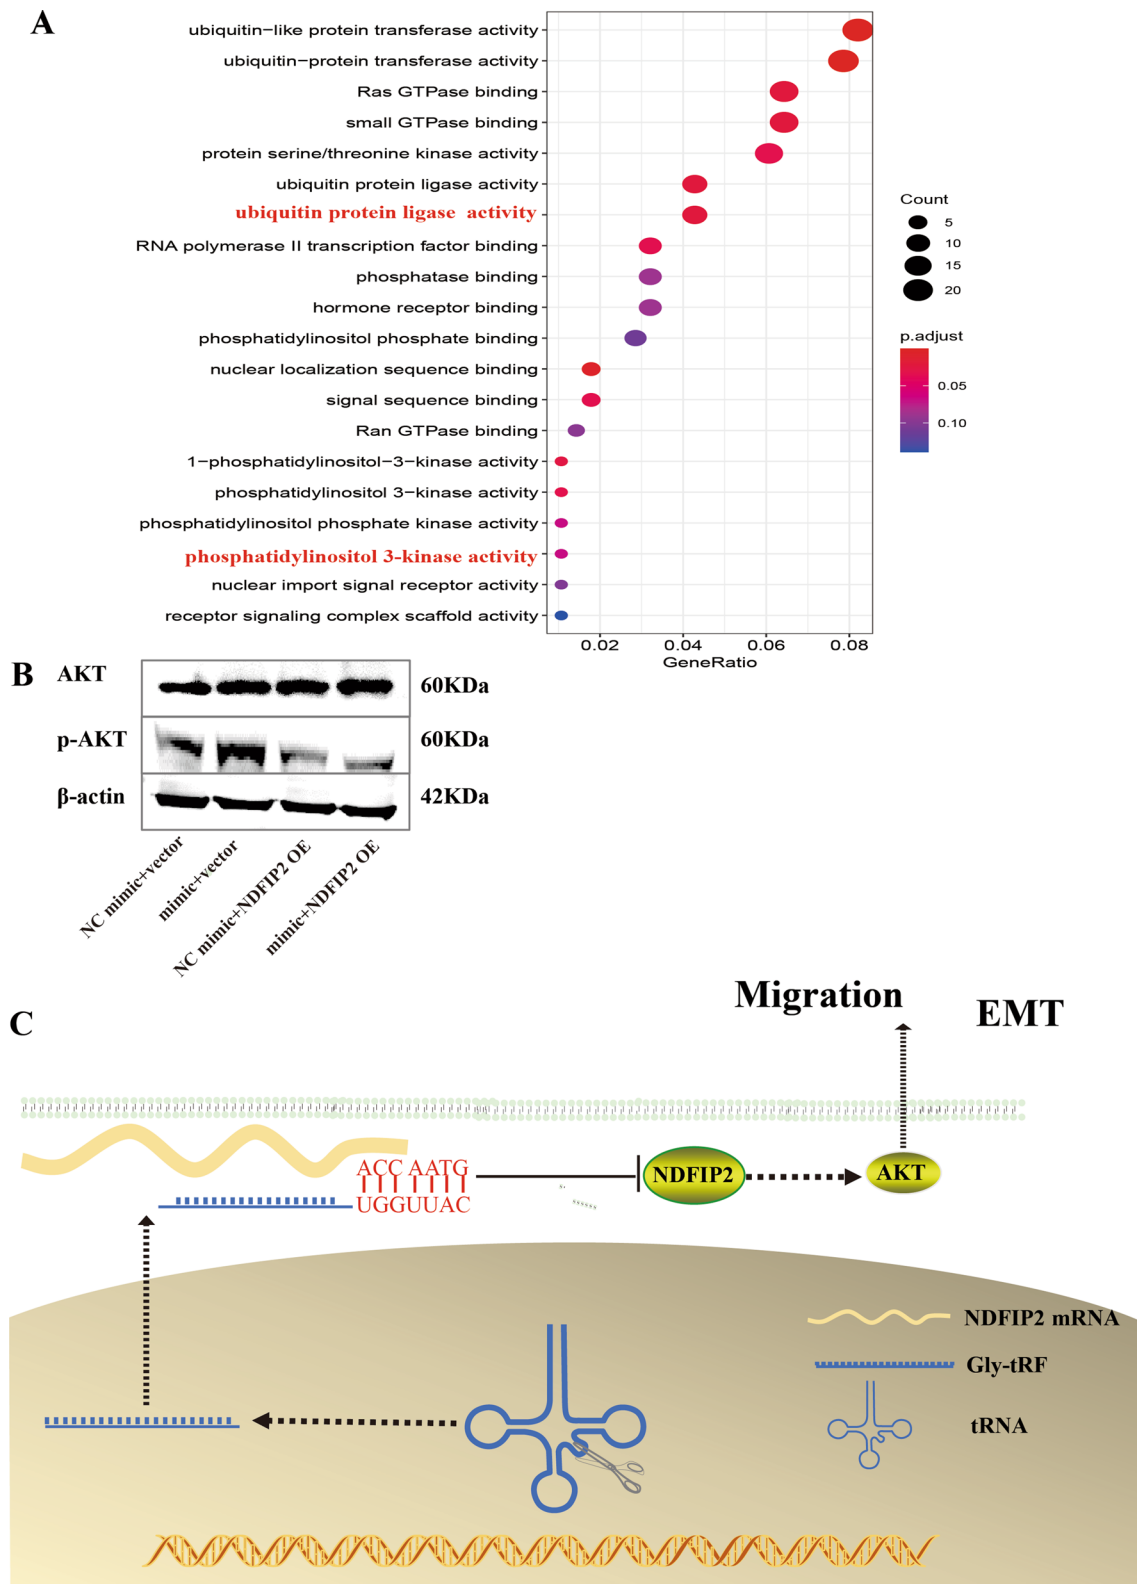 A
ubiquitin−like protein transferase activity
ubiquitin−protein transferase activity
Ras GTPase binding
small GTPase binding
protein serine/threonine kinase activity
ubiquitin protein ligase activity
ubiquitin protein ligase activity
RNA polymerase II transcription factor binding
phosphatase binding
hormone receptor binding
phosphatidylinositol phosphate binding
nuclear localization sequence binding
signal sequence binding
Ran GTPase binding
1−phosphatidylinositol−3−kinase activity
phosphatidylinositol 3−kinase activity
phosphatidylinositol phosphate kinase activity
phosphatidylinositol 3-kinase activity
nuclear import signal receptor activity
receptor signaling complex scaffold activity
0.02 0.04 0.06 0.08
GeneRatio
Count
5
10
15
20
p.adjust
0.05
0.10
B
AKT 60KDa
p-AKT 60KDa
β-actin 42KDa
NC mimic+vector
mimic+vector
NC mimic+NDFIP2 OE
mimic+NDFIP2 OE
C
Migration EMT
ACC AATG
UGGUUAC
NDFIP2
AKT
NDFIP2 mRNA
Gly-tRF
tRNA